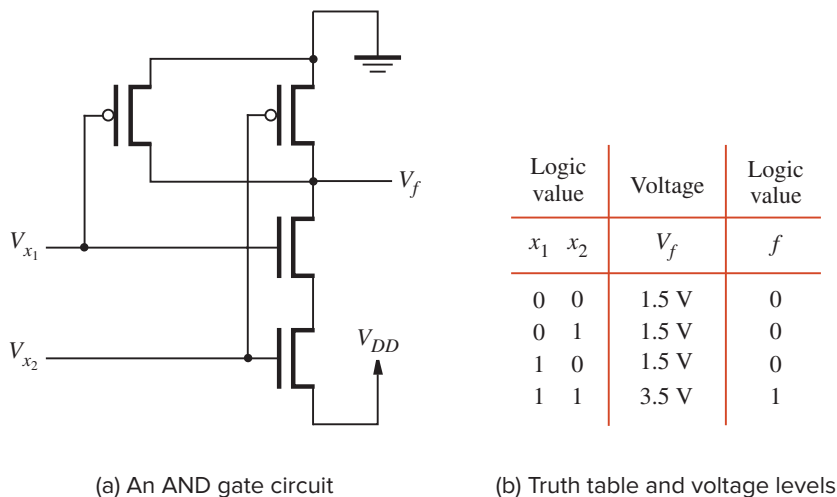 V_f
V_{x_1}
V_{x_2}
V_{DD}
(a) An AND gate circuit
Logic value Voltage Logic value
x_1 x_2 V_f f
0 0 1.5 V 0
0 1 1.5 V 0
1 0 1.5 V 0
1 1 3.5 V 1
(b) Truth table and voltage levels